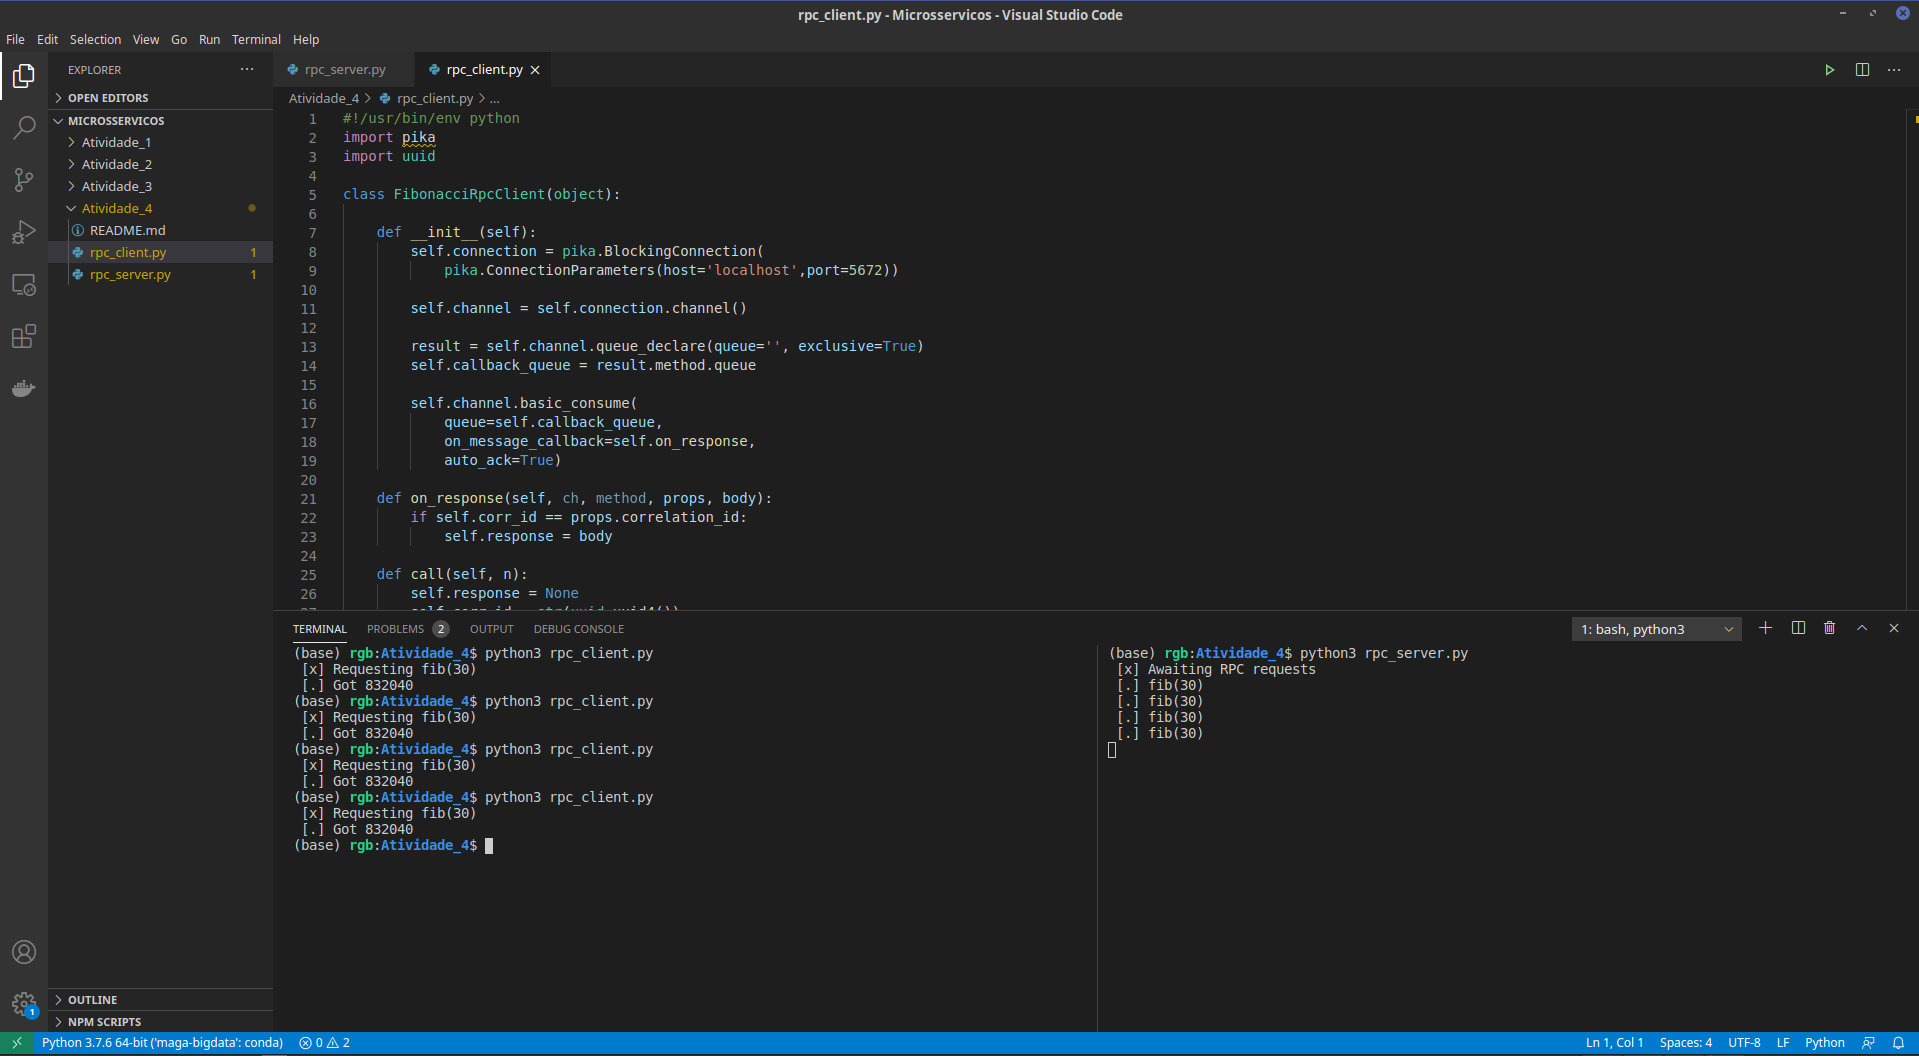 rpc_client.py - Microsservicos - Visual Studio Code
File Edit Selection View Go Run Terminal Help
EXPLORER
OPEN EDITORS
MICROSSERVICOS
Atividade_1
Atividade_2
Atividade_3
Atividade_4
README.md
rpc_client.py 1
rpc_server.py 1
OUTLINE
NPM SCRIPTS
1
rpc_server.py rpc_client.py
Atividade_4 > rpc_client.py > ...
1 #!/usr/bin/env python
2 import pika
3 import uuid
4
5 class FibonacciRpcClient(object):
6
7     def __init__(self):
8         self.connection = pika.BlockingConnection(
9             pika.ConnectionParameters(host='localhost',port=5672))
10
11         self.channel = self.connection.channel()
12
13         result = self.channel.queue_declare(queue='', exclusive=True)
14         self.callback_queue = result.method.queue
15
16         self.channel.basic_consume(
17             queue=self.callback_queue,
18             on_message_callback=self.on_response,
19             auto_ack=True)
20
21     def on_response(self, ch, method, props, body):
22         if self.corr_id == props.correlation_id:
23             self.response = body
24
25     def call(self, n):
26         self.response = None
27         self.corr_id = str(uuid.uuid4())
TERMINAL PROBLEMS 2 OUTPUT DEBUG CONSOLE
1: bash, python3
(base) rgb:Atividade_4$ python3 rpc_client.py
[x] Requesting fib(30)
[.] Got 832040
(base) rgb:Atividade_4$ python3 rpc_client.py
[x] Requesting fib(30)
[.] Got 832040
(base) rgb:Atividade_4$ python3 rpc_client.py
[x] Requesting fib(30)
[.] Got 832040
(base) rgb:Atividade_4$ python3 rpc_client.py
[x] Requesting fib(30)
[.] Got 832040
(base) rgb:Atividade_4$
(base) rgb:Atividade_4$ python3 rpc_server.py
[x] Awaiting RPC requests
[.] fib(30)
[.] fib(30)
[.] fib(30)
[.] fib(30)
Python 3.7.6 64-bit ('maga-bigdata': conda) 0 2 Ln 1, Col 1 Spaces: 4 UTF-8 LF Python